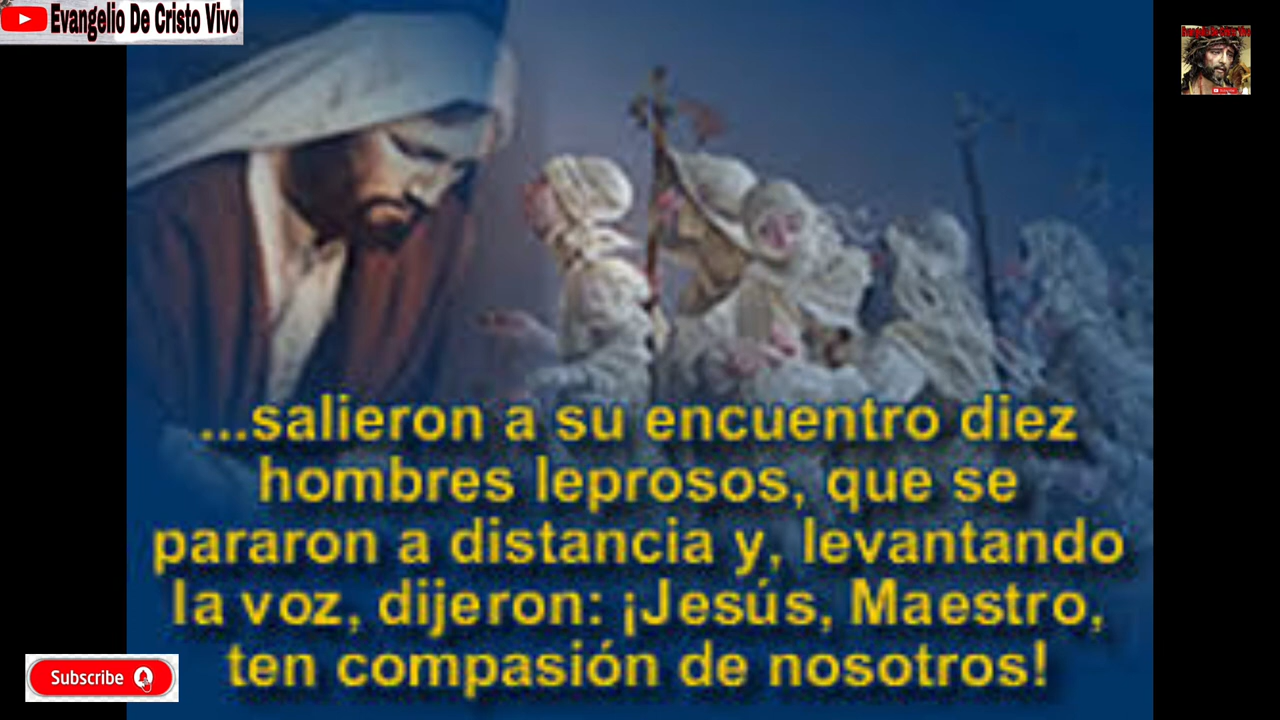 Evangelio De Cristo Vivo
...salieron a su encuentro diez
hombres leprosos, que se
pararon a distancia y, levantando
la voz, dijeron: ¡Jesús, Maestro,
ten compasión de nosotros!
Subscribe